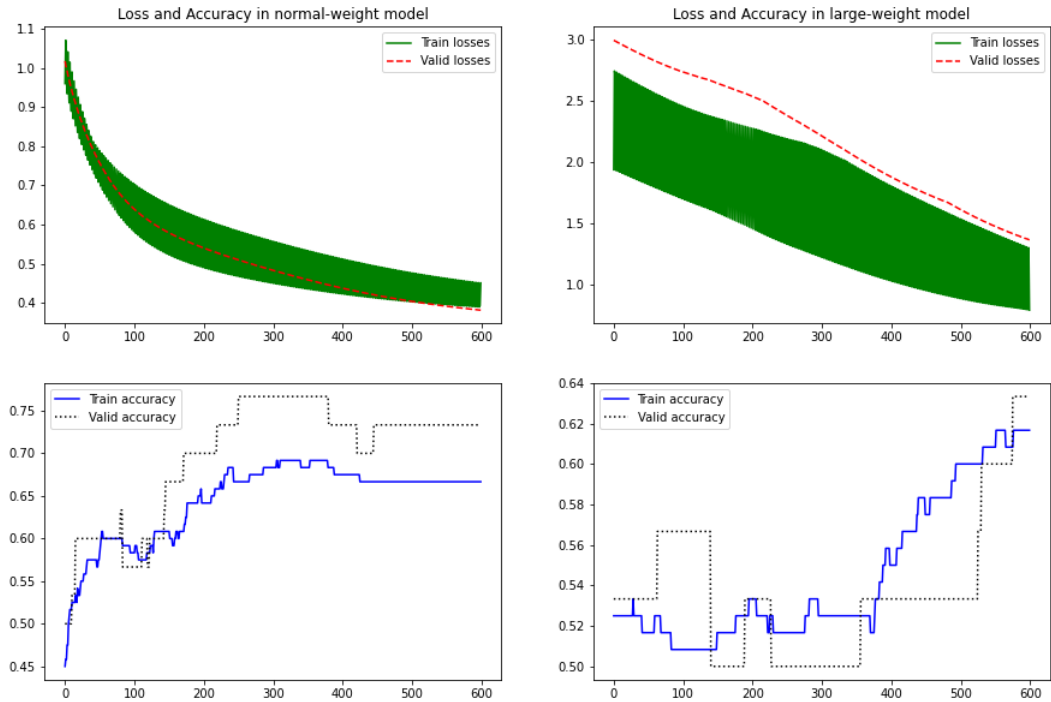 Loss and Accuracy in normal-weight model
1.1
1.0
0.9
0.8
0.7
0.6
0.5
0.4
0 100 200 300 400 500 600
Train losses
Valid losses
Loss and Accuracy in large-weight model
3.0
2.5
2.0
1.5
1.0
0 100 200 300 400 500 600
Train losses
Valid losses
0.75
0.70
0.65
0.60
0.55
0.50
0.45
0 100 200 300 400 500 600
Train accuracy
Valid accuracy
0.64
0.62
0.60
0.58
0.56
0.54
0.52
0.50
0 100 200 300 400 500 600
Train accuracy
Valid accuracy